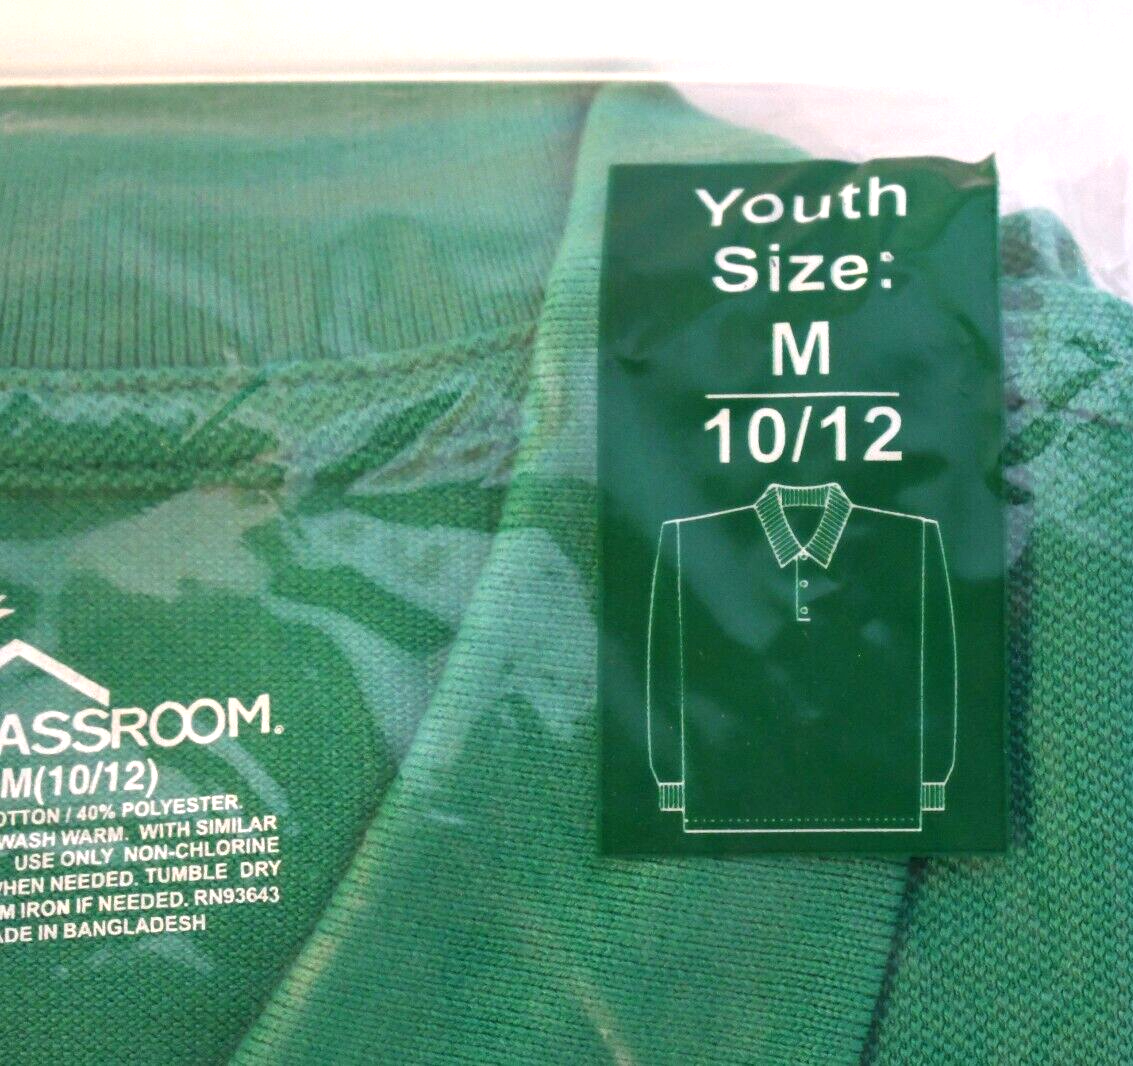 Youth
Size:
M
10/12
ASSROOM®
M(10/12)
OTTON / 40% POLYESTER.
WASH WARM. WITH SIMILAR
USE ONLY NON-CHLORINE
WHEN NEEDED. TUMBLE DRY
M IRON IF NEEDED. RN93643
ADE IN BANGLADESH